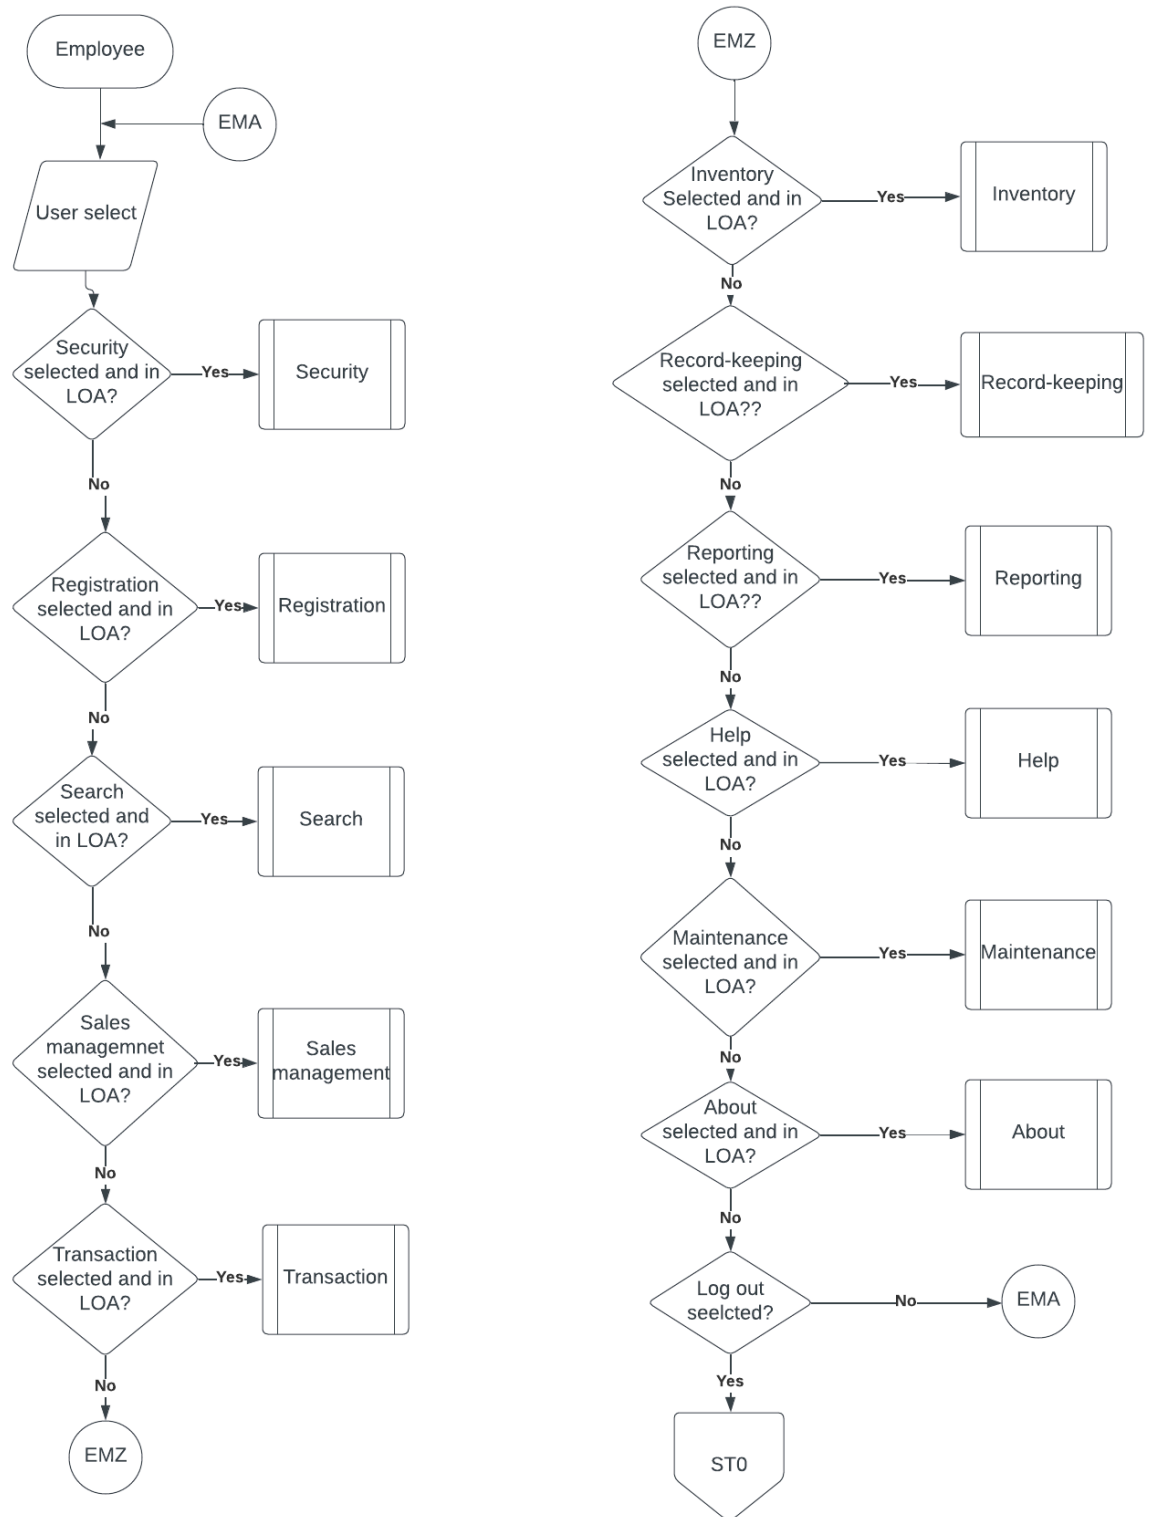 Employee
EMA
User select
Security
selected and in
LOA?
Yes
Security
No
Registration
selected and in
LOA?
Yes
Registration
No
Search
selected and
in LOA?
Yes
Search
No
Sales
managemnet
selected and in
LOA?
Yes
Sales
management
No
Transaction
selected and in
LOA?
Yes
Transaction
No
EMZ
EMZ
Inventory
Selected and in
LOA?
Yes
Inventory
No
Record-keeping
selected and in
LOA??
Yes
Record-keeping
No
Reporting
selected and in
LOA??
Yes
Reporting
No
Help
selected and in
LOA?
Yes
Help
No
Maintenance
selected and in
LOA?
Yes
Maintenance
No
About
selected and in
LOA?
Yes
About
No
Log out
seelcted?
No
EMA
Yes
ST0